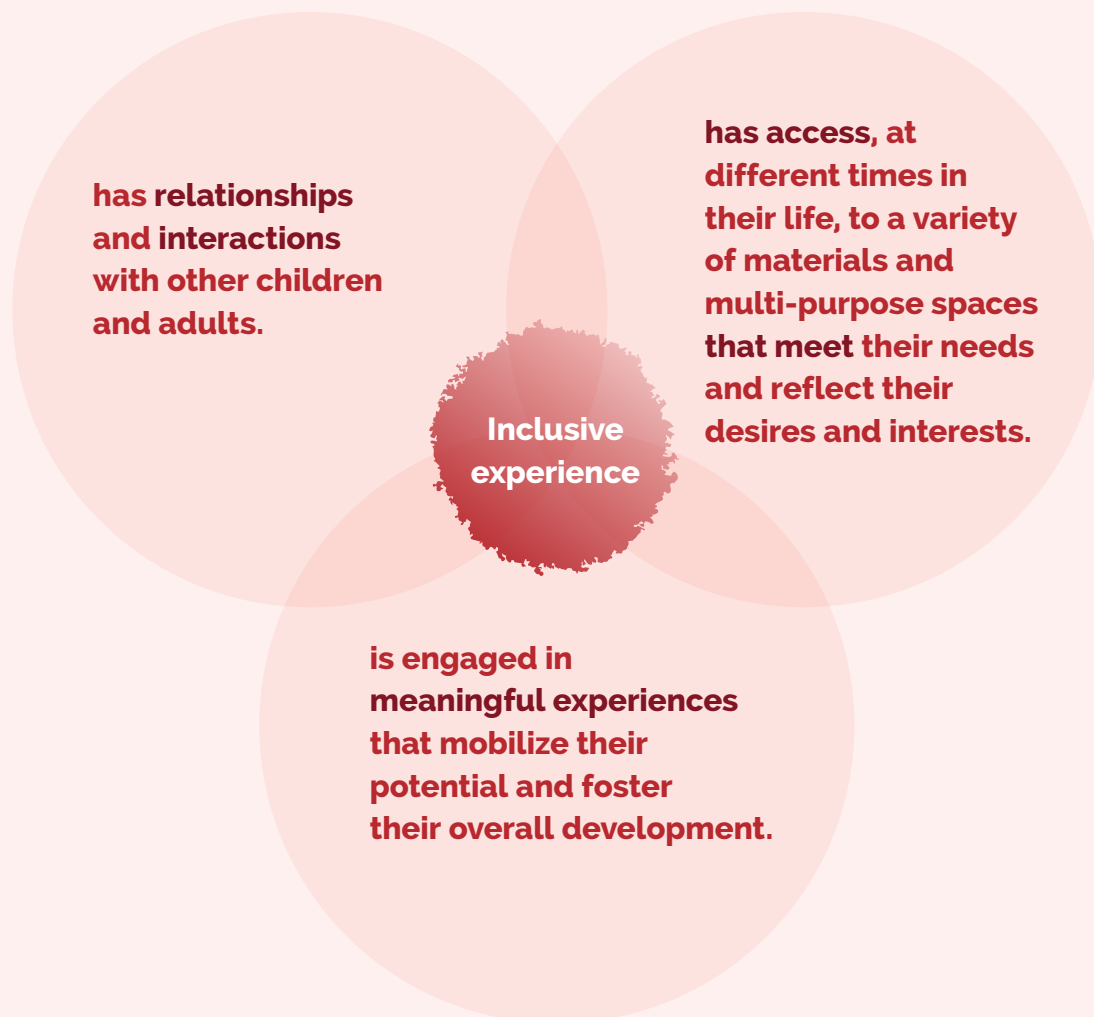 has relationships
and interactions
with other children
and adults.
has access, at
different times in
their life, to a variety
of materials and
multi-purpose spaces
that meet their needs
and reflect their
desires and interests.
Inclusive
experience
is engaged in
meaningful experiences
that mobilize their
potential and foster
their overall development.